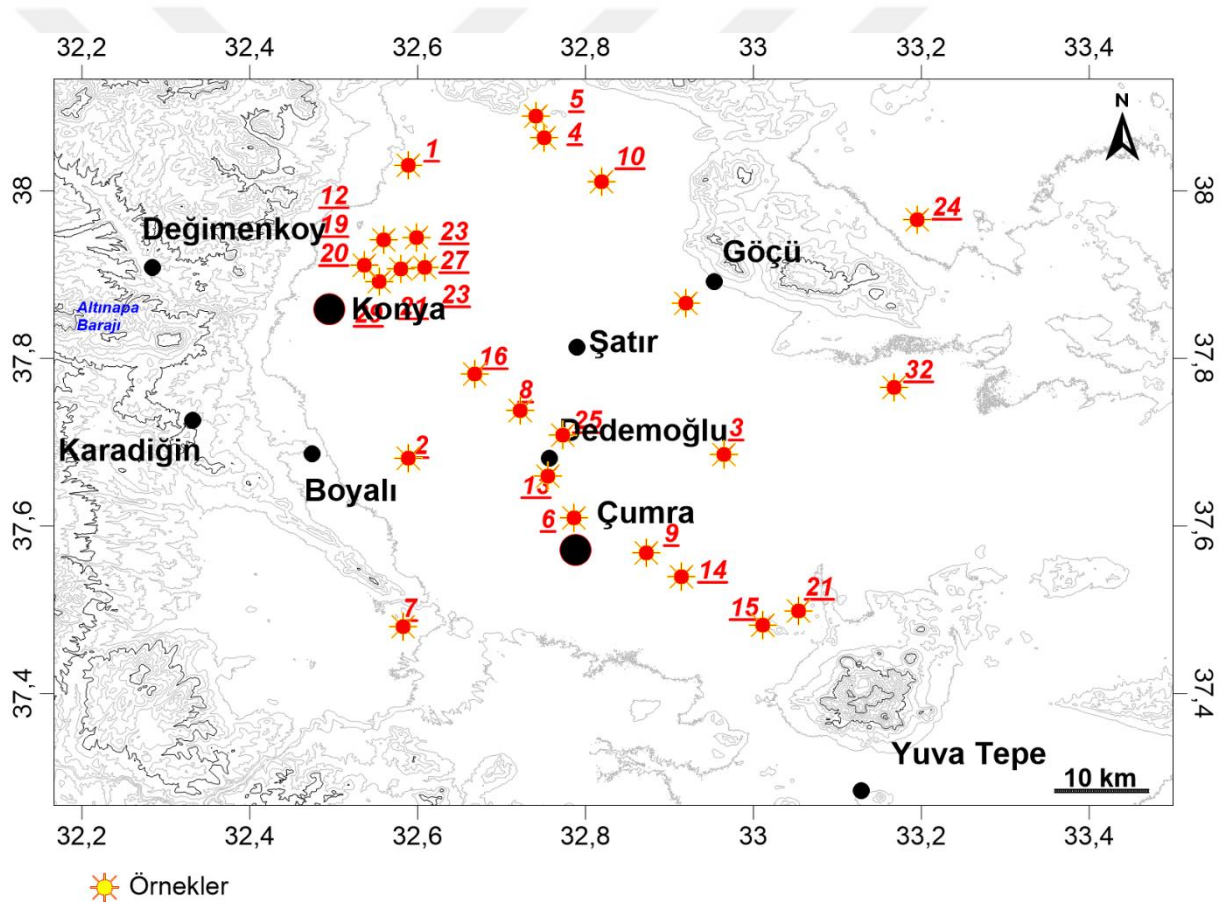 32,2 32,4 32,6 32,8 33 33,2 33,4
N
5
4
1
10
38 38
12
24
Değimenkoy 19 23
Göçü
20 27
Altınapa
Barajı
Konya 21 23
29
Şatır
37,8 37,8
16
32
8
25
Dedemoğlu 3
Karadiğin
2
Boyalı
13
6 Çumra
37,6 37,6
9
14
21
7 15
37,4 37,4
Yuva Tepe
10 km
32,2 32,4 32,6 32,8 33 33,2 33,4
Örnekler